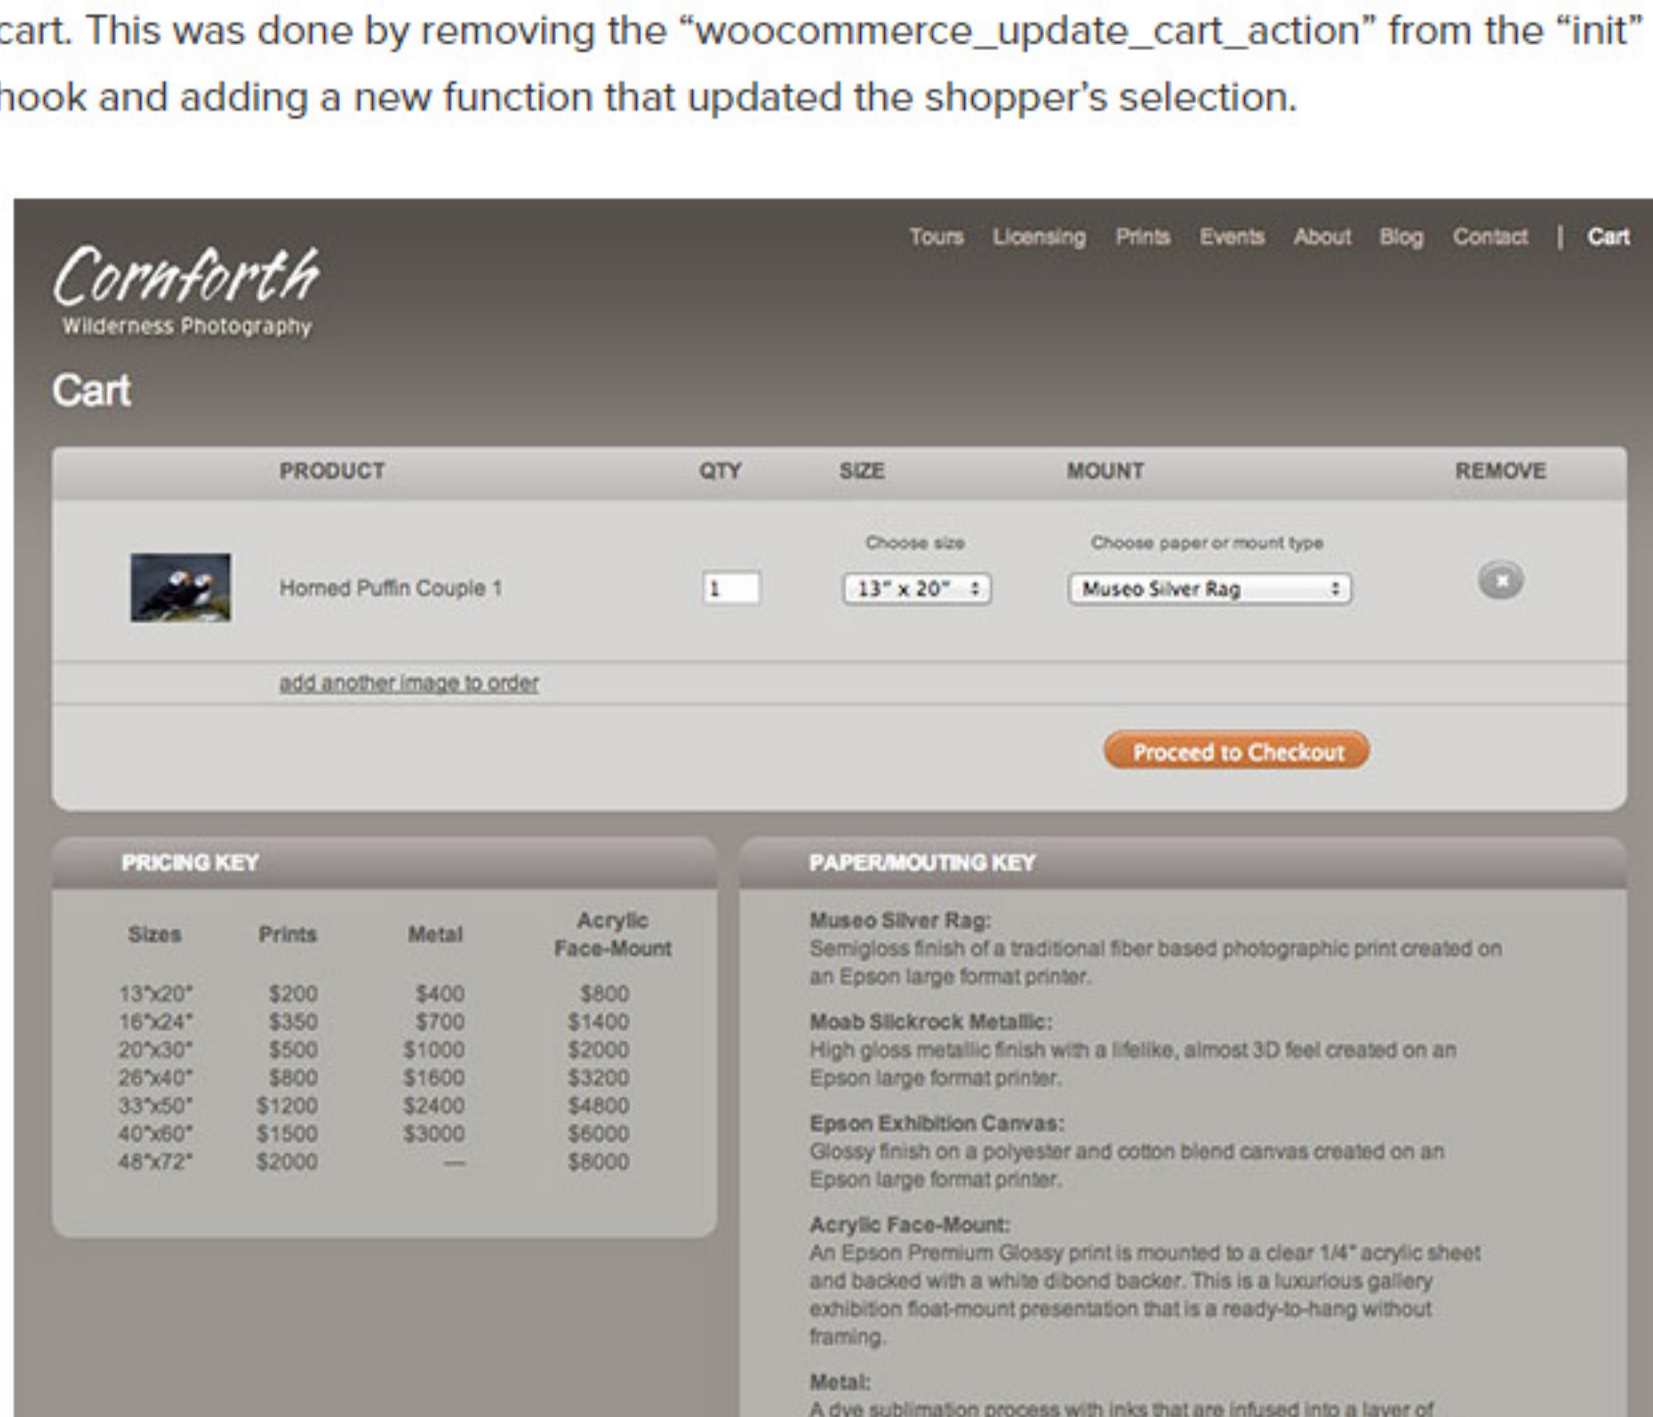 cart. This was done by removing the “woocommerce_update_cart_action” from the “init”
hook and adding a new function that updated the shopper’s selection.
Tours Licensing Prints Events About Blog Contact | Cart
Cornforth
Wilderness Photography
Cart
PRODUCT QTY SIZE MOUNT REMOVE
Choose size Choose paper or mount type
Horned Puffin Couple 1 1 13" x 20" Museo Silver Rag
add another image to order
Proceed to Checkout
PRICING KEY
Sizes Prints Metal Acrylic
Face-Mount
13"x20" $200 $400 $800
16"x24" $350 $700 $1400
20"x30" $500 $1000 $2000
26"x40" $800 $1600 $3200
33"x50" $1200 $2400 $4800
40"x60" $1500 $3000 $6000
48"x72" $2000 — $8000
PAPER/MOUTING KEY
Museo Silver Rag:
Semigloss finish of a traditional fiber based photographic print created on
an Epson large format printer.
Moab Slickrock Metallic:
High gloss metallic finish with a lifelike, almost 3D feel created on an
Epson large format printer.
Epson Exhibition Canvas:
Glossy finish on a polyester and cotton blend canvas created on an
Epson large format printer.
Acrylic Face-Mount:
An Epson Premium Glossy print is mounted to a clear 1/4" acrylic sheet
and backed with a white dibond backer. This is a luxurious gallery
exhibition float-mount presentation that is a ready-to-hang without
framing.
Metal:
A dye sublimation process with inks that are infused into a layer of